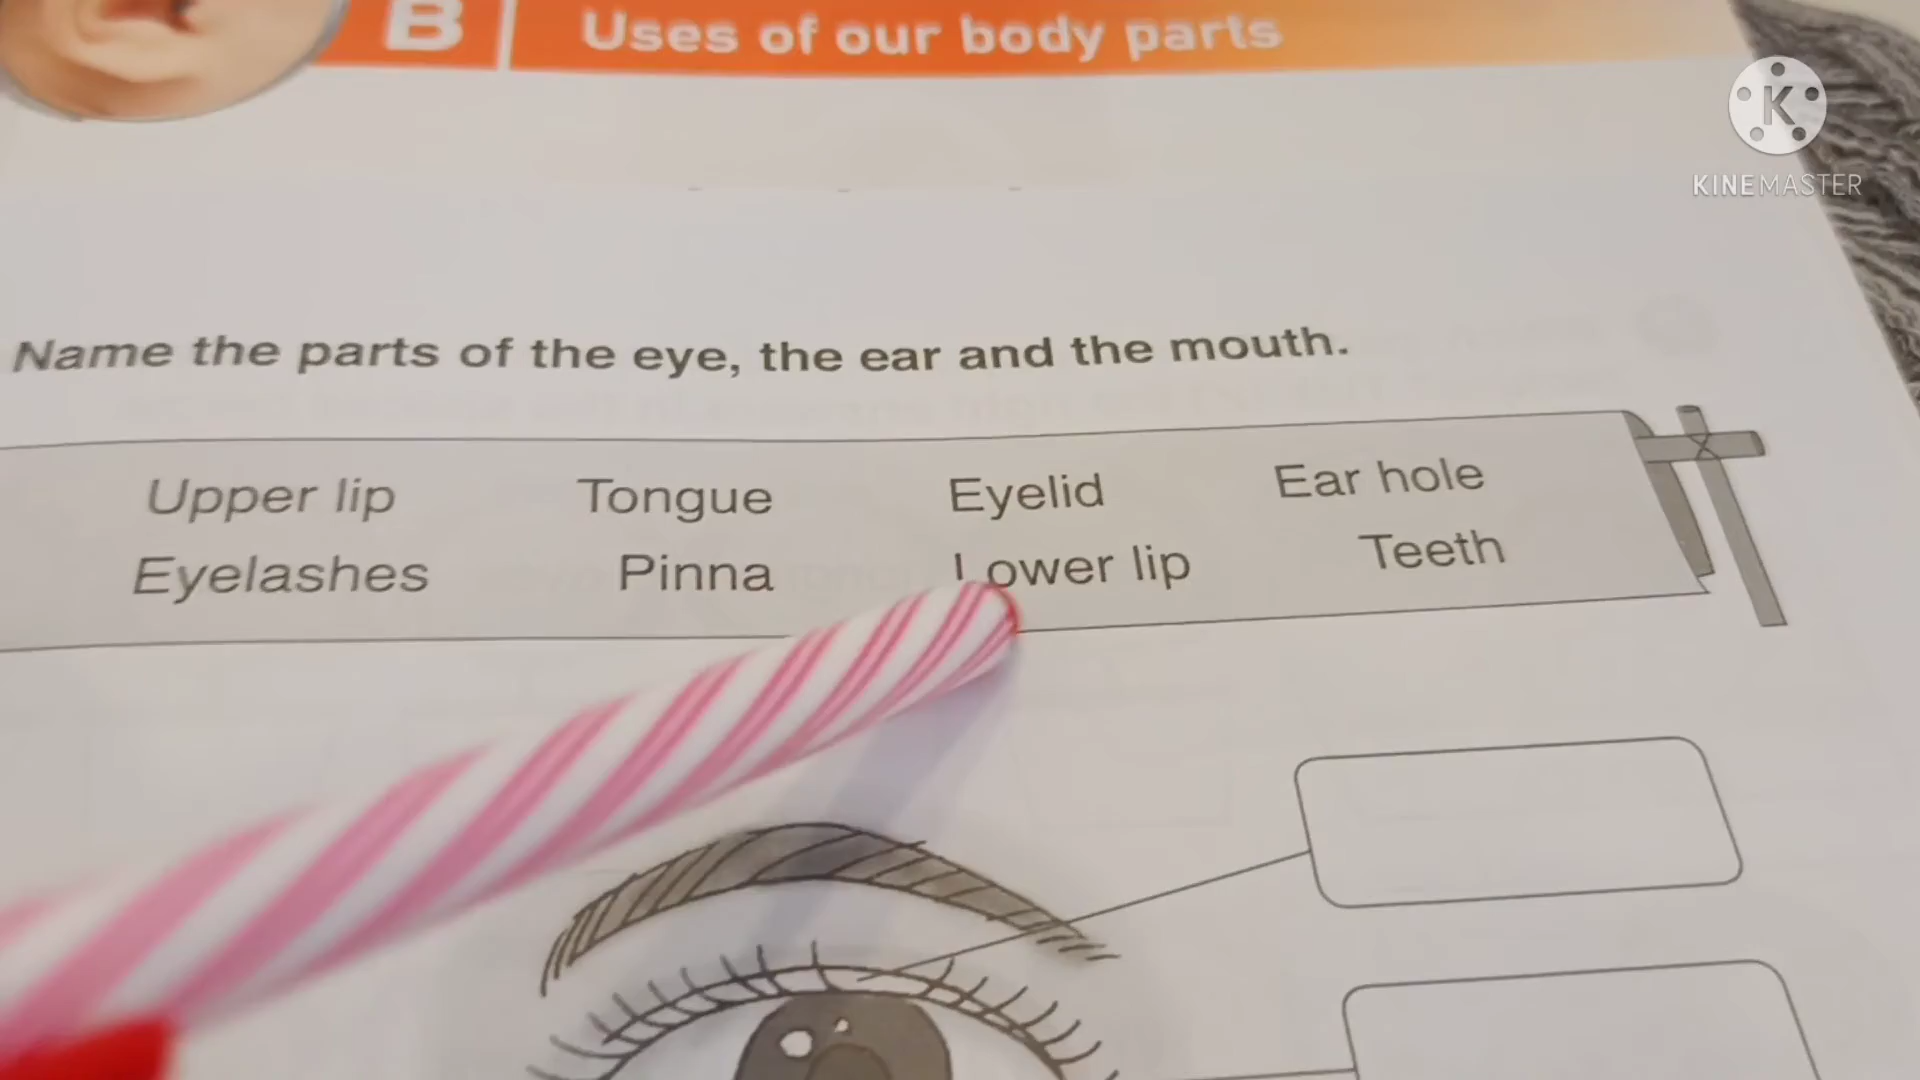 B Uses of our body parts
KINEMASTER
Name the parts of the eye, the ear and the mouth.
Upper lip Tongue Eyelid Ear hole
Eyelashes Pinna Lower lip Teeth